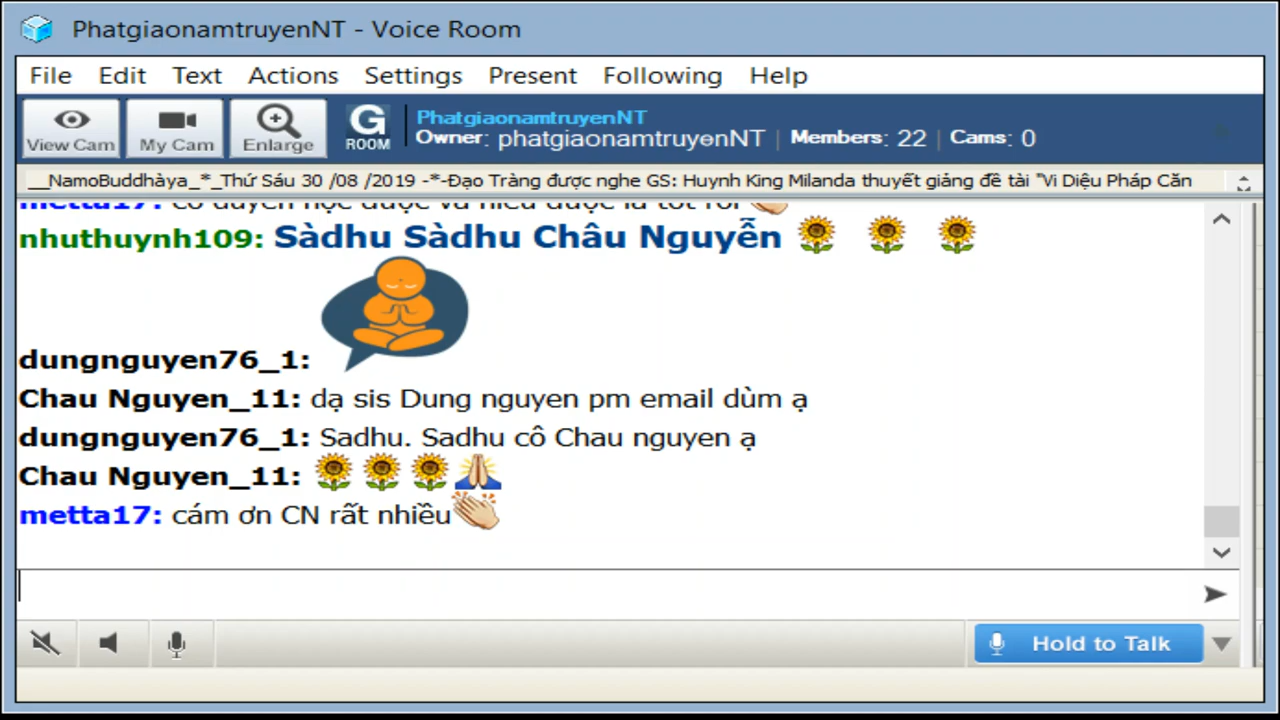 PhatgiaonamtruyenNT - Voice Room
File Edit Text Actions Settings Present Following Help
View Cam My Cam Enlarge G ROOM
PhatgiaonamtruyenNT
Owner: phatgiaonamtruyenNT | Members: 22 | Cams: 0
__NamoBuddhàya_*_Thứ Sáu 30 /08 /2019 -*-Đạo Tràng được nghe GS: Huynh King Milanda thuyết giảng đề tài "Vi Diệu Pháp Căn
metta17: có duyên học được và hiểu được là tốt rồi
nhuthuynh109: Sàdhu Sàdhu Châu Nguyễn
dungnguyen76_1:
Chau Nguyen_11: dạ sis Dung nguyen pm email dùm ạ
dungnguyen76_1: Sadhu. Sadhu cô Chau nguyen ạ
Chau Nguyen_11:
metta17: cám ơn CN rất nhiều
Hold to Talk